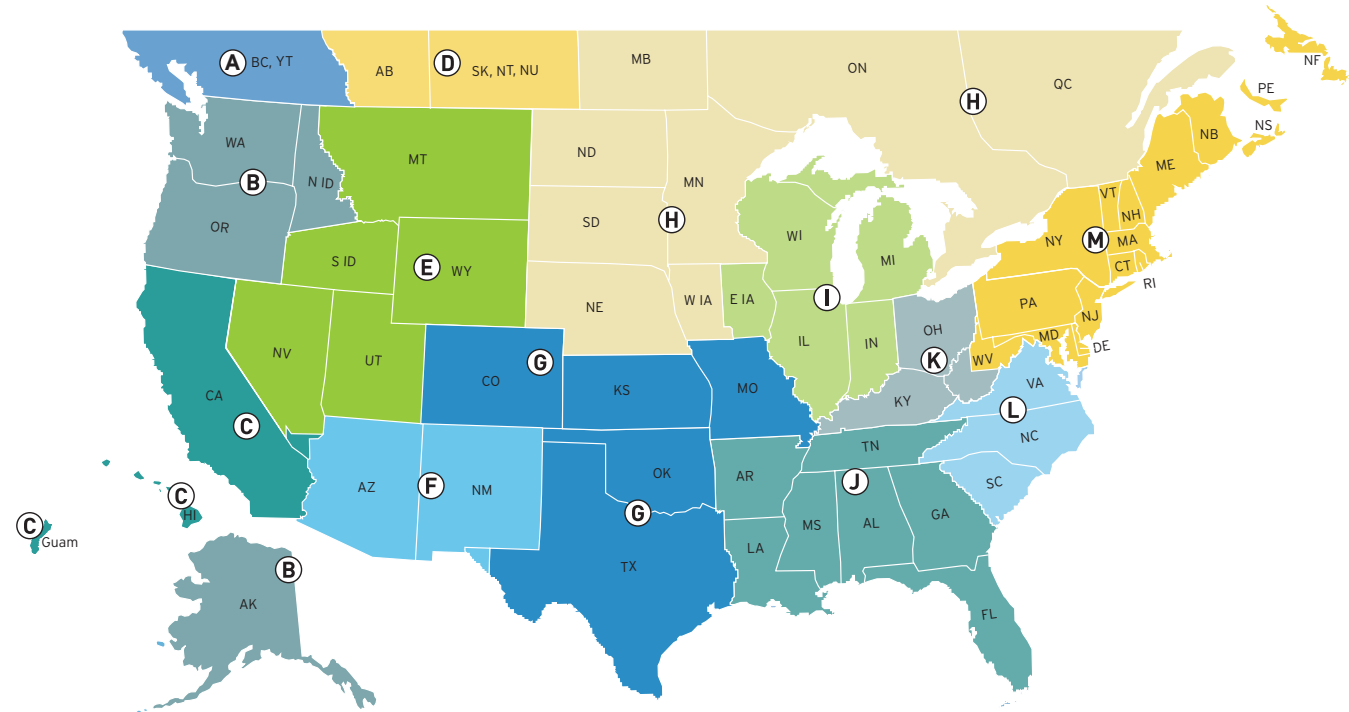 A BC, YT
AB
D SK, NT, NU
MB
ON
H
QC
NF
PE
NS
NB
ME
WA
B
N ID
OR
MT
ND
MN
SD
H
S ID
E WY
WI
MI
VT
NH
NY
M
MA
CT
RI
NE
W IA
E IA
I
IL
IN
OH
K
PA
NJ
MD
DE
WV
NV
UT
CO
G
KS
MO
KY
VA
L
NC
SC
CA
C
AZ
F
NM
OK
G
TX
AR
TN
J
MS
AL
GA
LA
FL
C
HI
C
Guam
B
AK